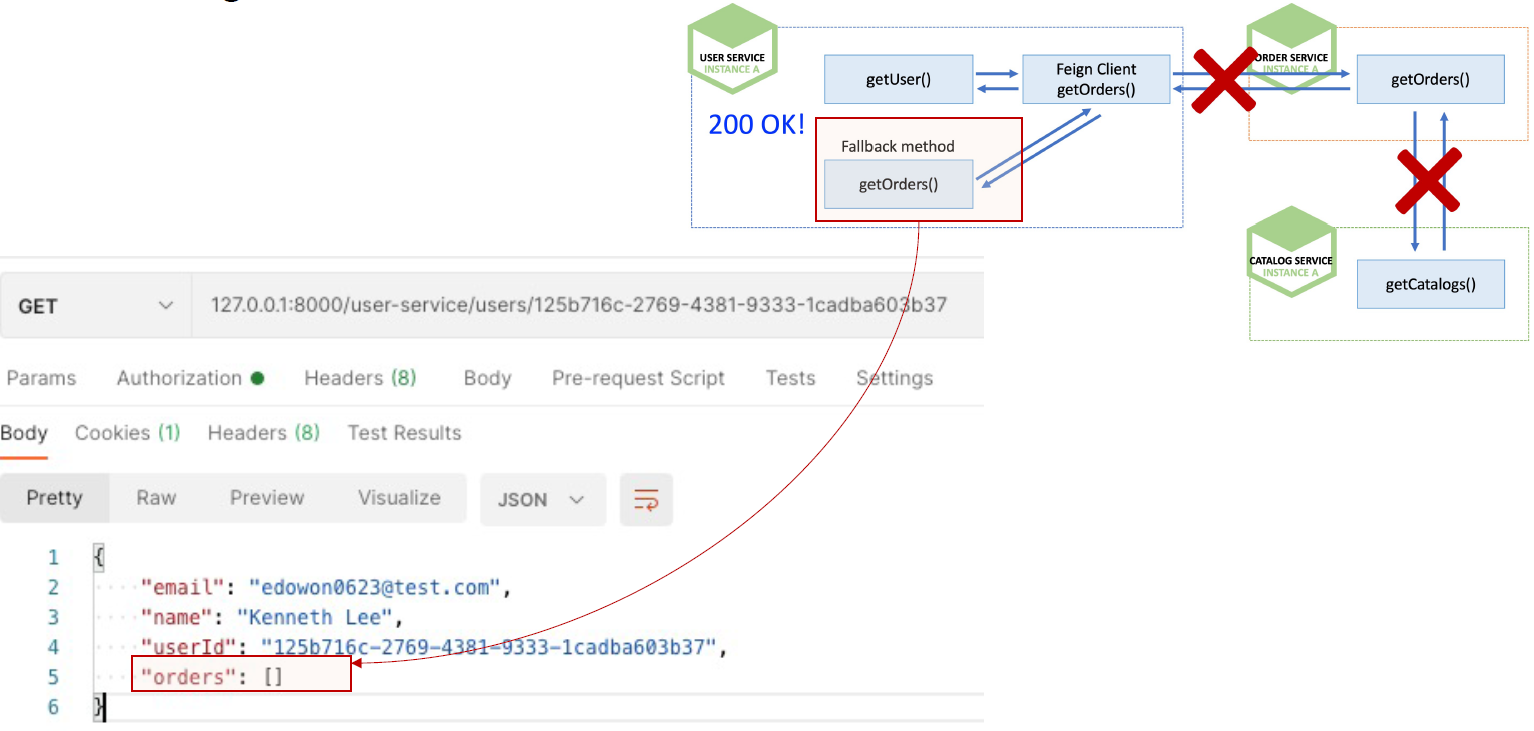 USER SERVICE
INSTANCE A
getUser()
Feign Client
getOrders()
ORDER SERVICE
INSTANCE A
getOrders()
200 OK!
Fallback method
getOrders()
CATALOG SERVICE
INSTANCE A
getCatalogs()
GET
127.0.0.1:8000/user-service/users/125b716c-2769-4381-9333-1cadba603b37
Params Authorization Headers (8) Body Pre-request Script Tests Settings
Body Cookies (1) Headers (8) Test Results
Pretty Raw Preview Visualize JSON
1 {
2 "email": "edowon0623@test.com",
3 "name": "Kenneth Lee",
4 "userId": "125b716c-2769-4381-9333-1cadba603b37",
5 "orders": []
6 }